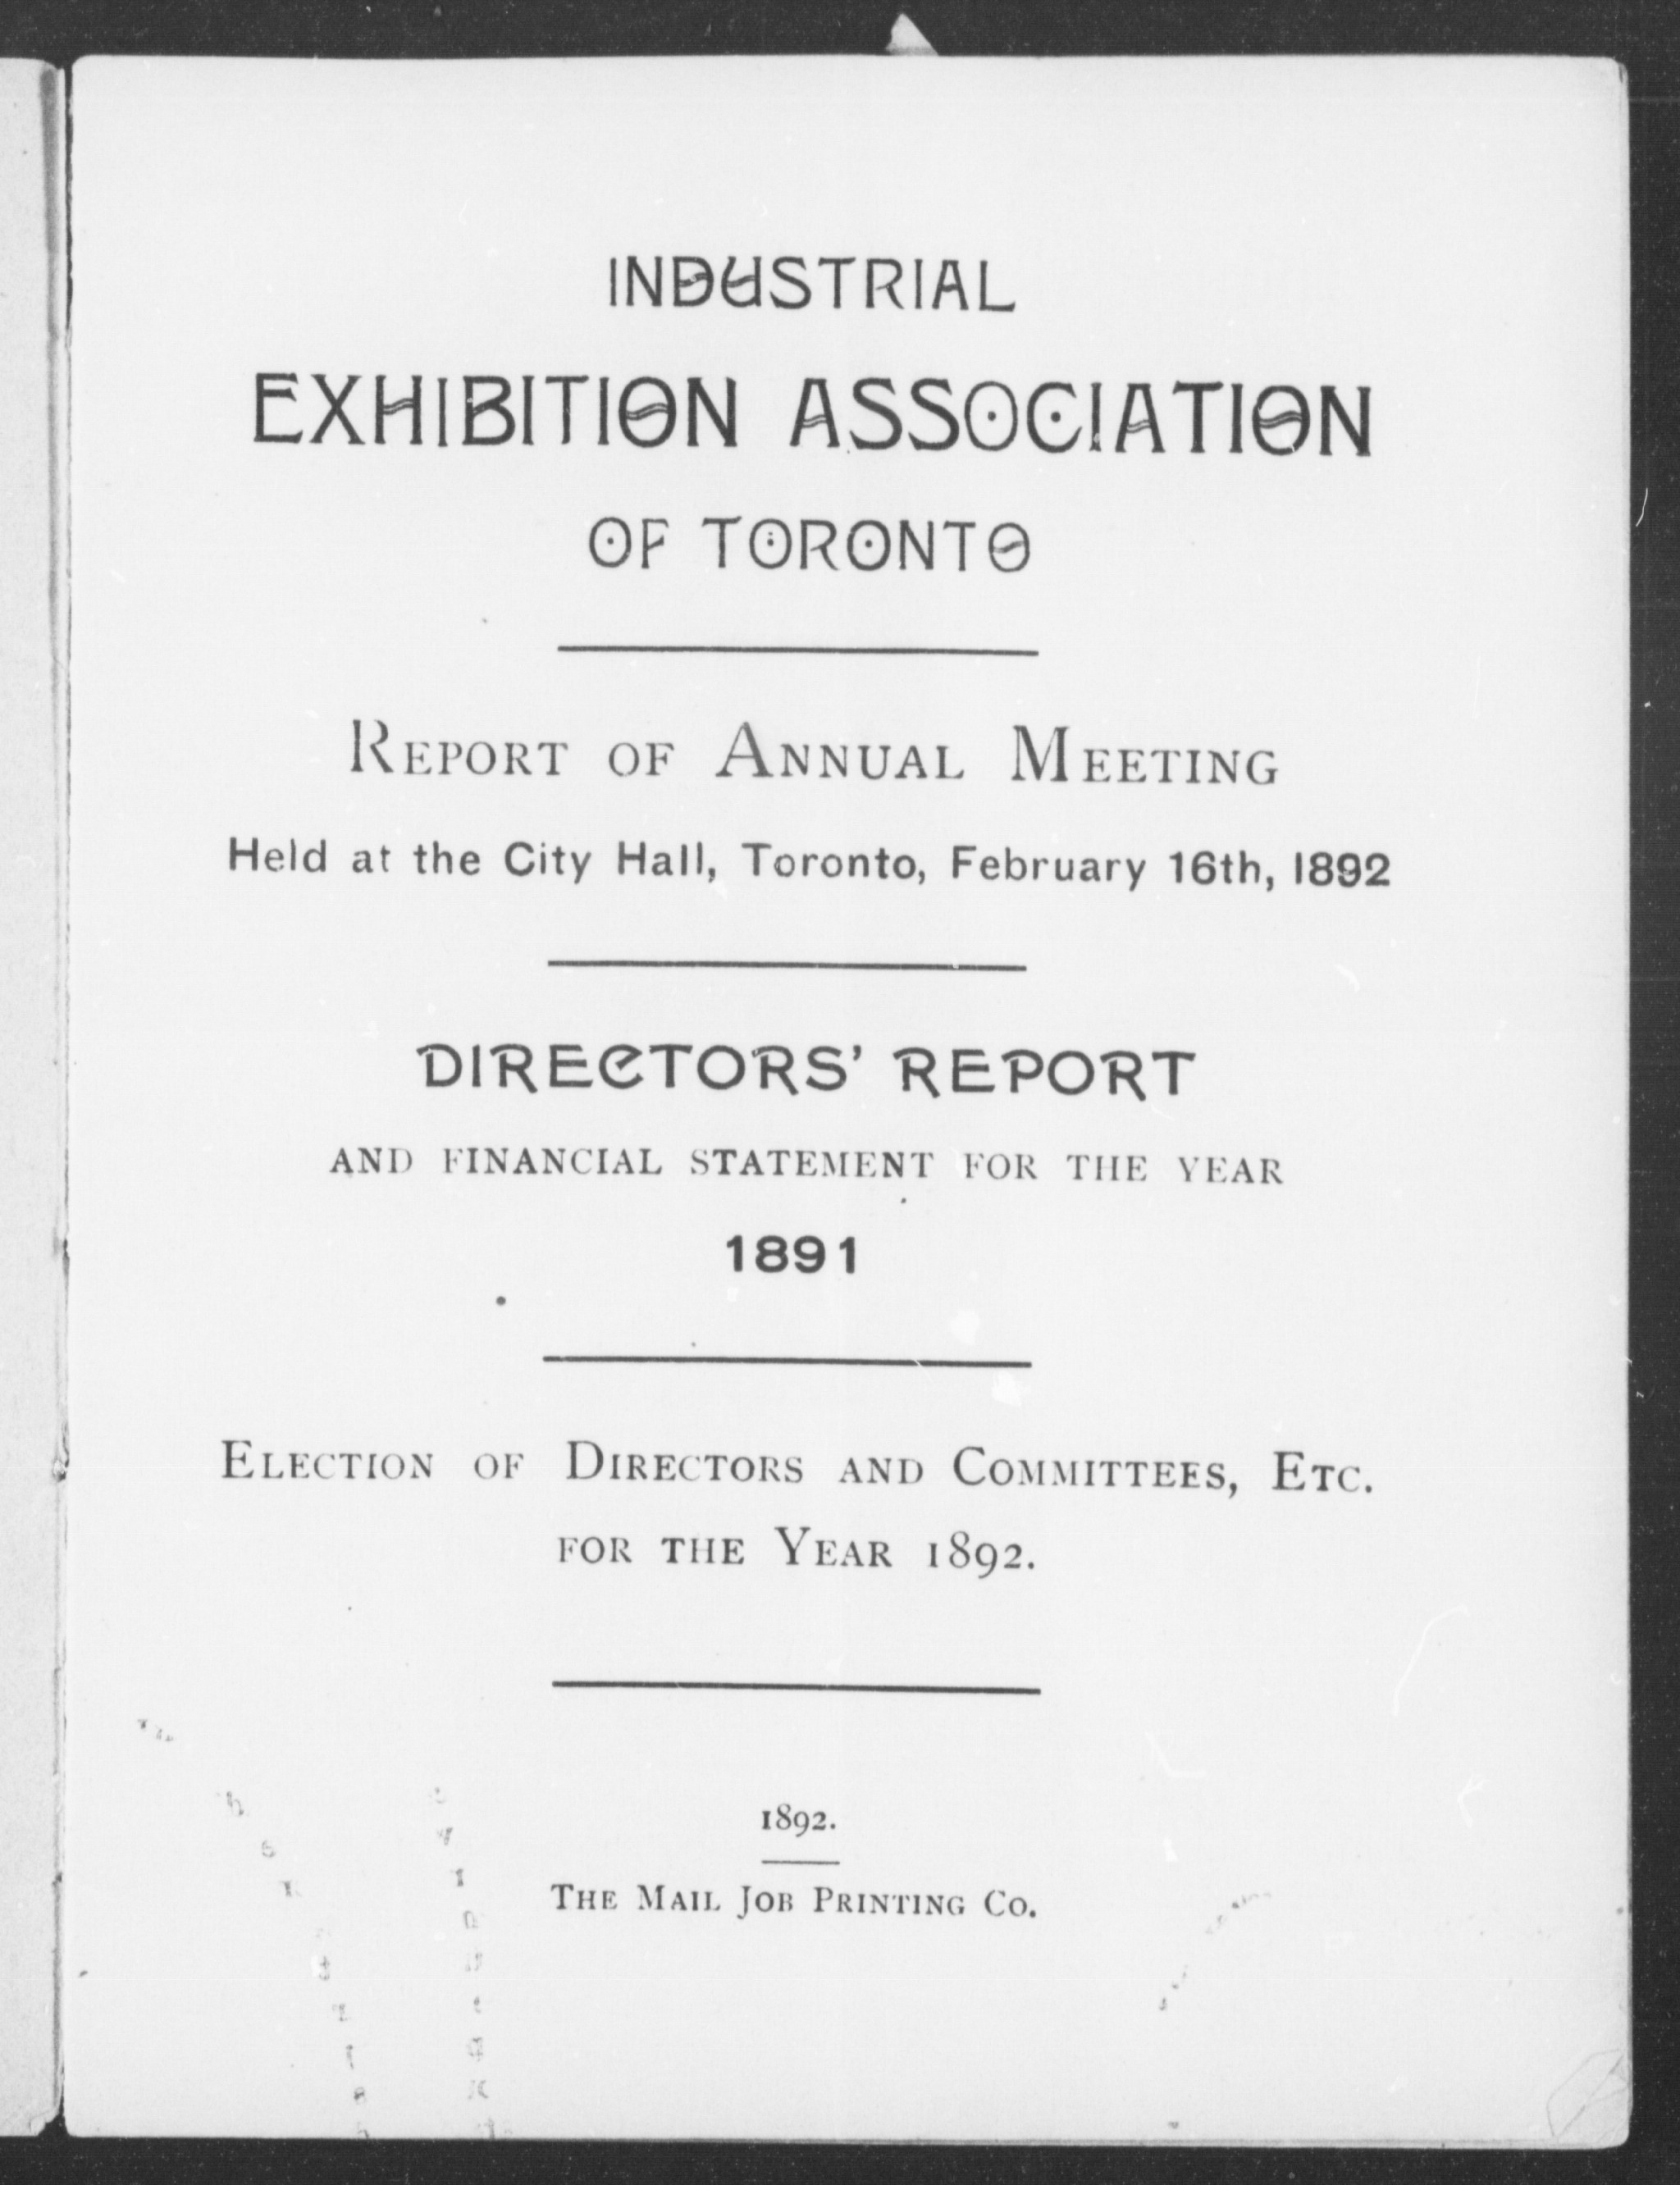 INDUSTRIAL
EXHIBITION ASSOCIATION
OF TORONTO
REPORT OF ANNUAL MEETING
Held at the City Hall, Toronto, February 16th, 1892
DIRECTORS' REPORT
AND FINANCIAL STATEMENT FOR THE YEAR
1891
ELECTION OF DIRECTORS AND COMMITTEES, ETC.
FOR THE YEAR 1892.
1892.
THE MAIL JOB PRINTING CO.